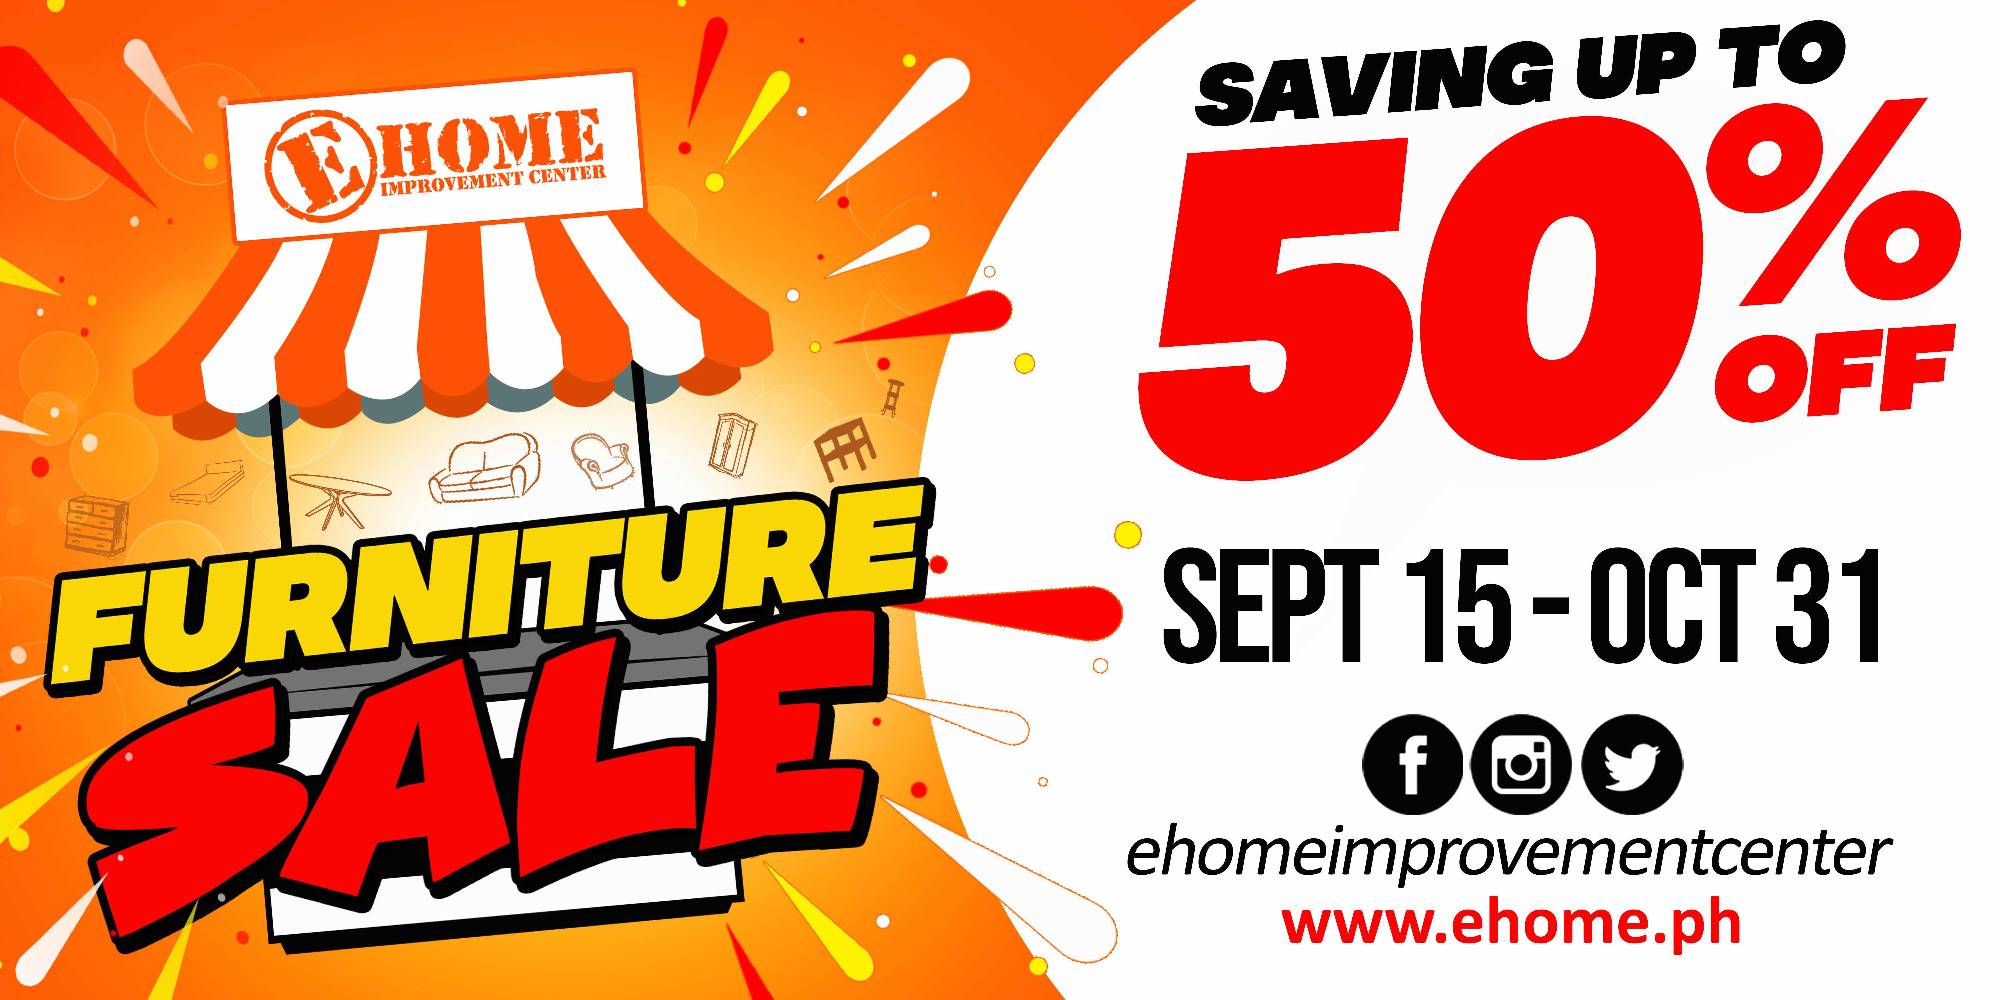 EHOME
IMPROVEMENT CENTER
FURNITURE
SALE
SAVING UP TO
50%
OFF
SEPT 15 - OCT 31
ehomeimprovementcenter
www.ehome.ph